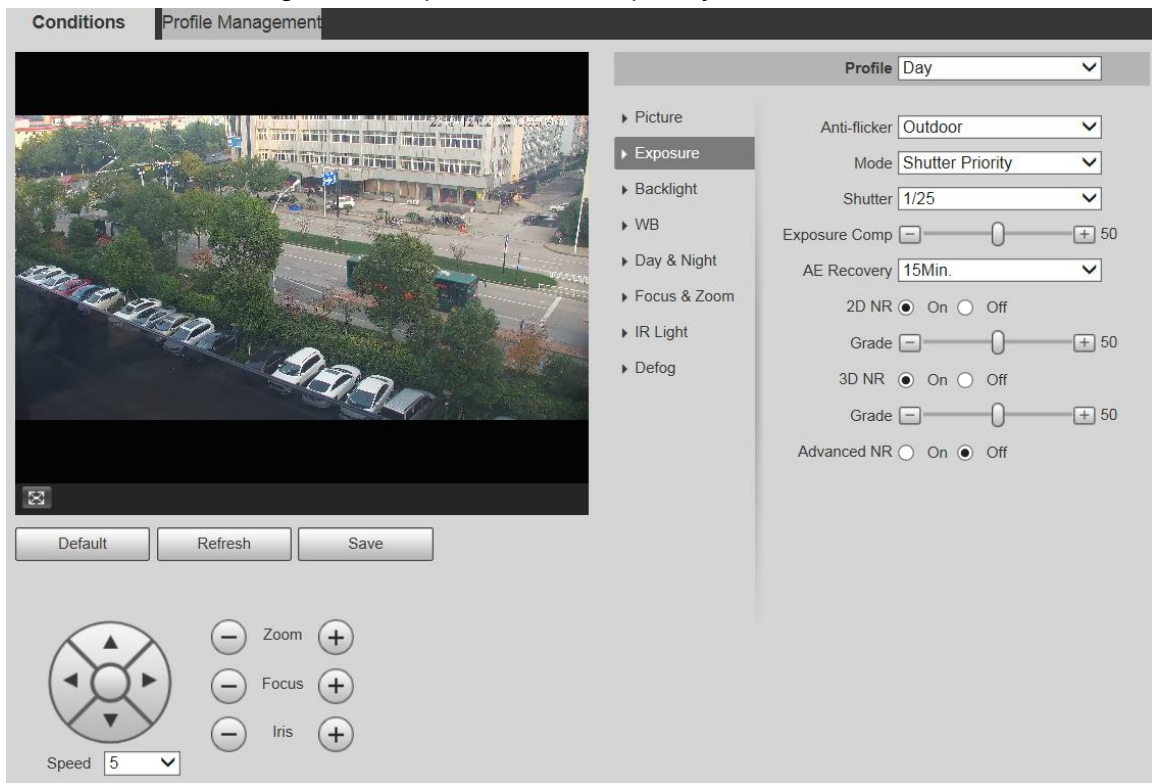 Conditions Profile Management
Profile Day
Picture
Exposure
Backlight
WB
Day & Night
Focus & Zoom
IR Light
Defog
Anti-flicker Outdoor
Mode Shutter Priority
Shutter 1/25
Exposure Comp 50
AE Recovery 15Min.
2D NR On Off
Grade 50
3D NR On Off
Grade 50
Advanced NR On Off
Default Refresh Save
Zoom
Focus
Iris
Speed 5